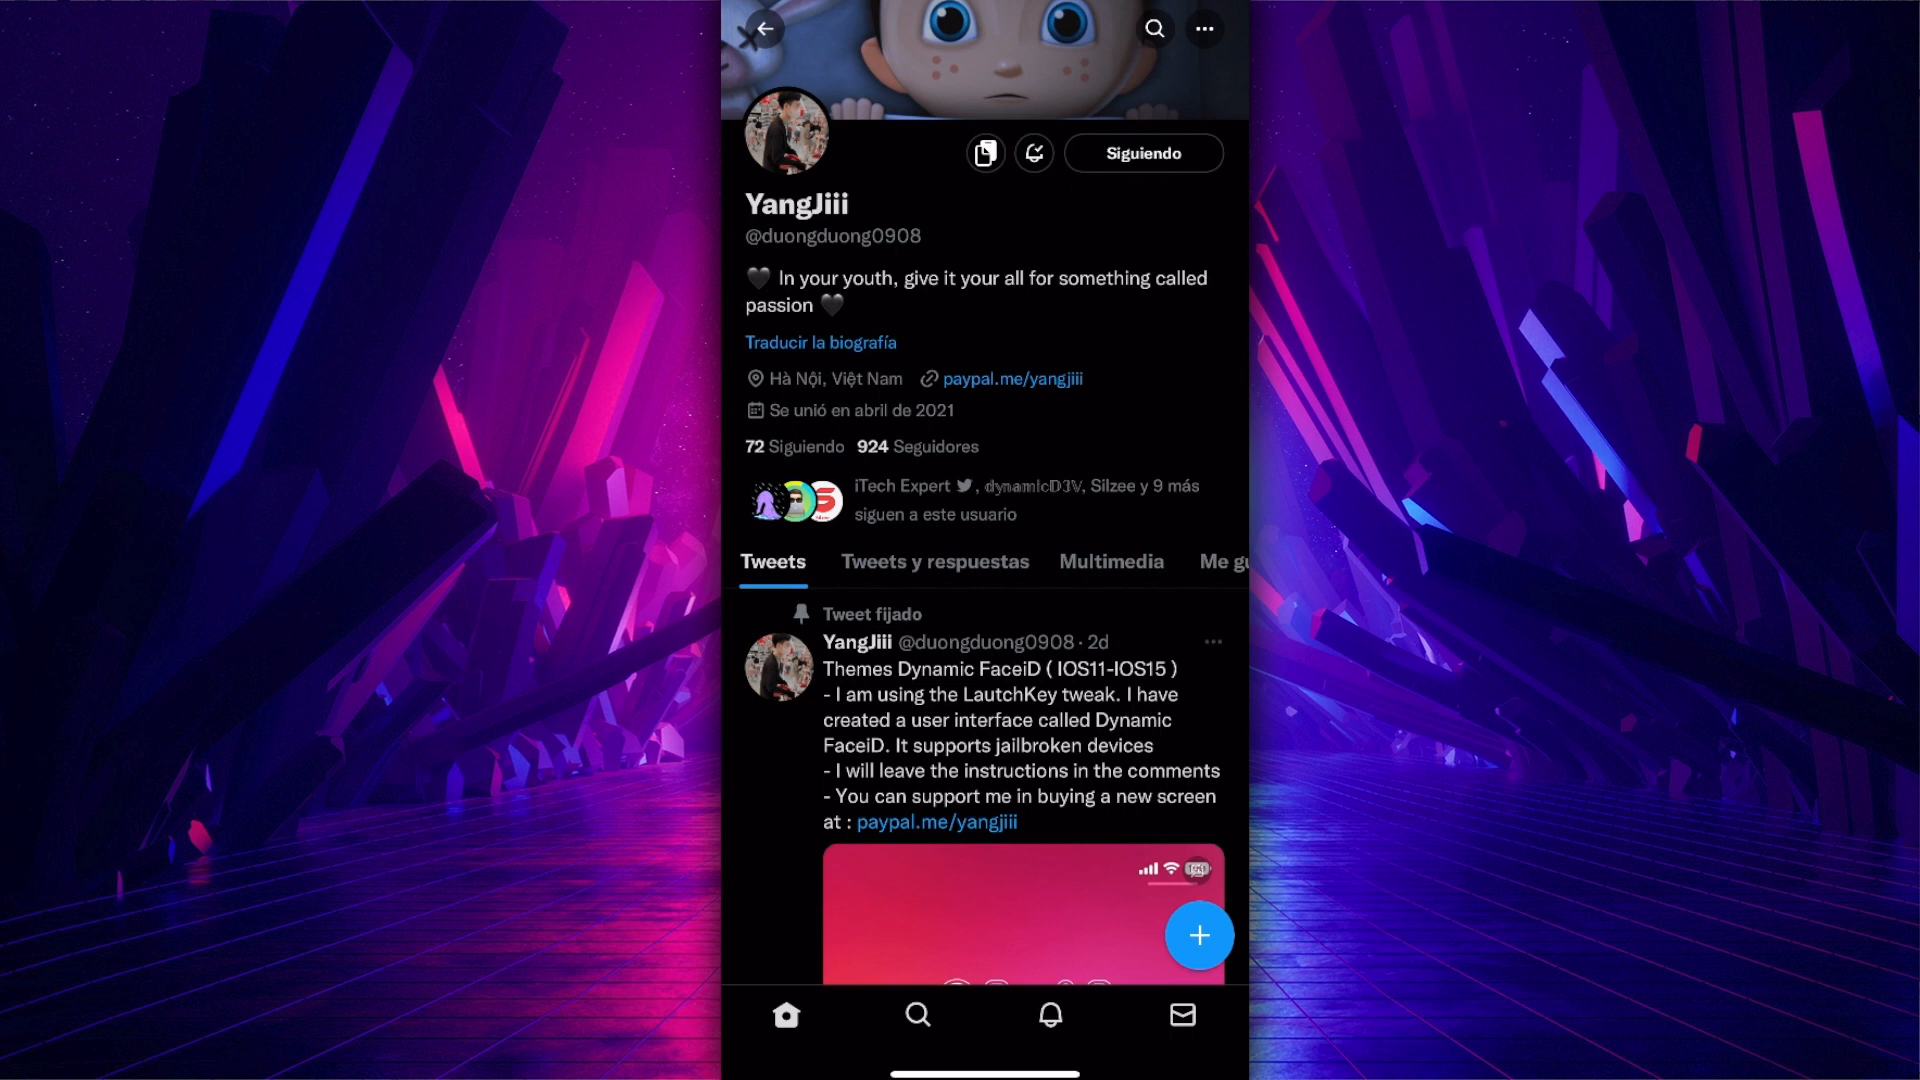 Siguiendo
YangJiii
@duongduong0908
🖤 In your youth, give it your all for something called
passion 🖤
Traducir la biografía
Hà Nội, Việt Nam paypal.me/yangjiii
Se unió en abril de 2021
72 Siguiendo 924 Seguidores
iTech Expert, dynamicD3V, Silzee y 9 más
siguen a este usuario
Tweets Tweets y respuestas Multimedia Me gu
Tweet fijado
YangJiii @duongduong0908 · 2d
Themes Dynamic FaceiD ( IOS11-IOS15 )
- I am using the LautchKey tweak. I have
created a user interface called Dynamic
FaceiD. It supports jailbroken devices
- I will leave the instructions in the comments
- You can support me in buying a new screen
at : paypal.me/yangjiii